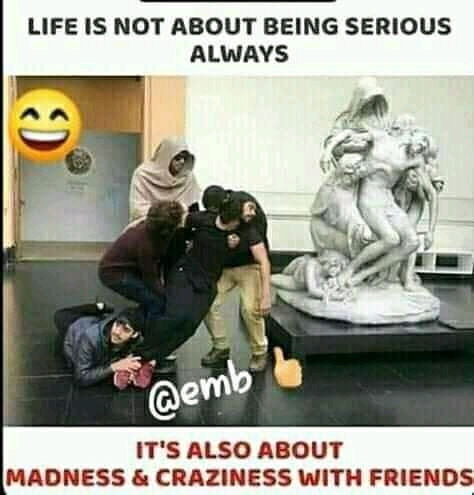 LIFE IS NOT ABOUT BEING SERIOUS
ALWAYS
@emb
IT'S ALSO ABOUT
MADNESS & CRAZINESS WITH FRIENDS